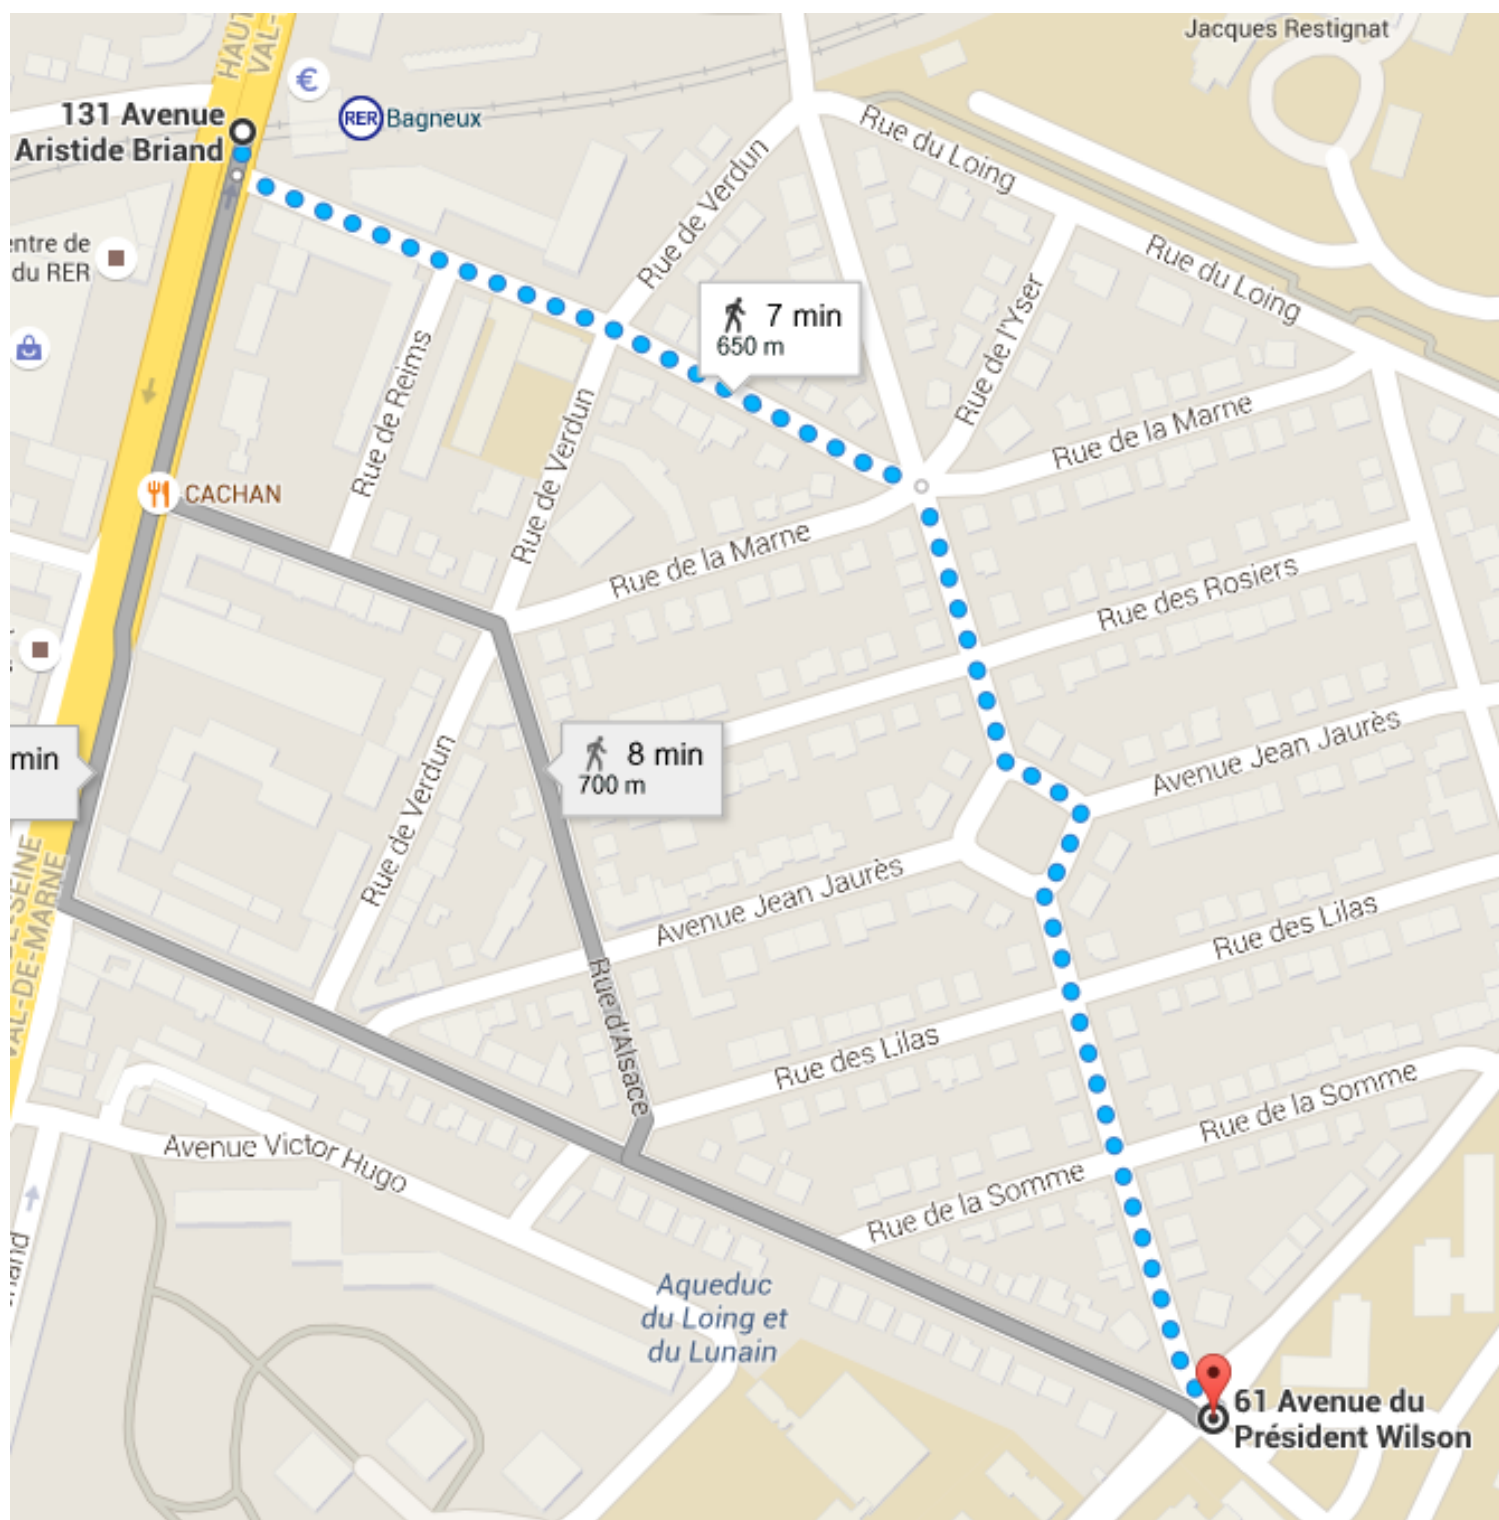 Jacques Restignat
HAUT
VAL-
€
131 Avenue
Aristide Briand
RER Bagneux
Rue du Loing
Rue de Verdun
entre de
du RER
Rue du Loing
7 min
650 m
Rue de l'Yser
Rue de Reims
Rue de Verdun
Rue de la Marne
CACHAN
Rue de la Marne
Rue des Rosiers
min
8 min
700 m
Avenue Jean Jaurès
Rue de Verdun
Avenue Jean Jaurès
-SEINE
VAL-DE-MARNE
Rue des Lilas
Rue d'Alsace
Rue des Lilas
Rue de la Somme
Avenue Victor Hugo
Rue de la Somme
Aqueduc
du Loing et
du Lunain
61 Avenue du
Président Wilson